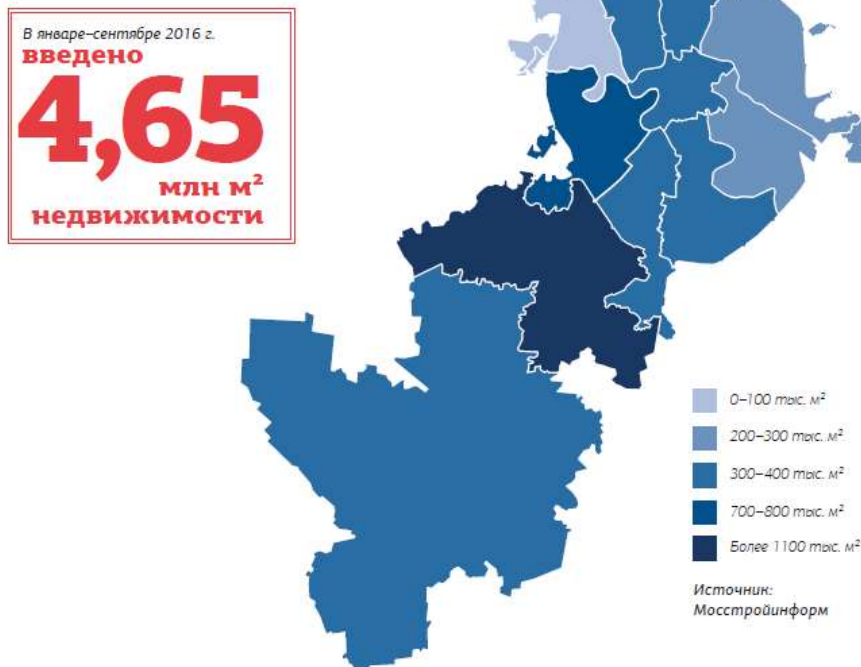 В январе–сентябре 2016 г.
введено
4,65
млн м²
недвижимости
0–100 тыс. м²
200–300 тыс. м²
300–400 тыс. м²
700–800 тыс. м²
Более 1100 тыс. м²
Источник:
Мосстройинформ